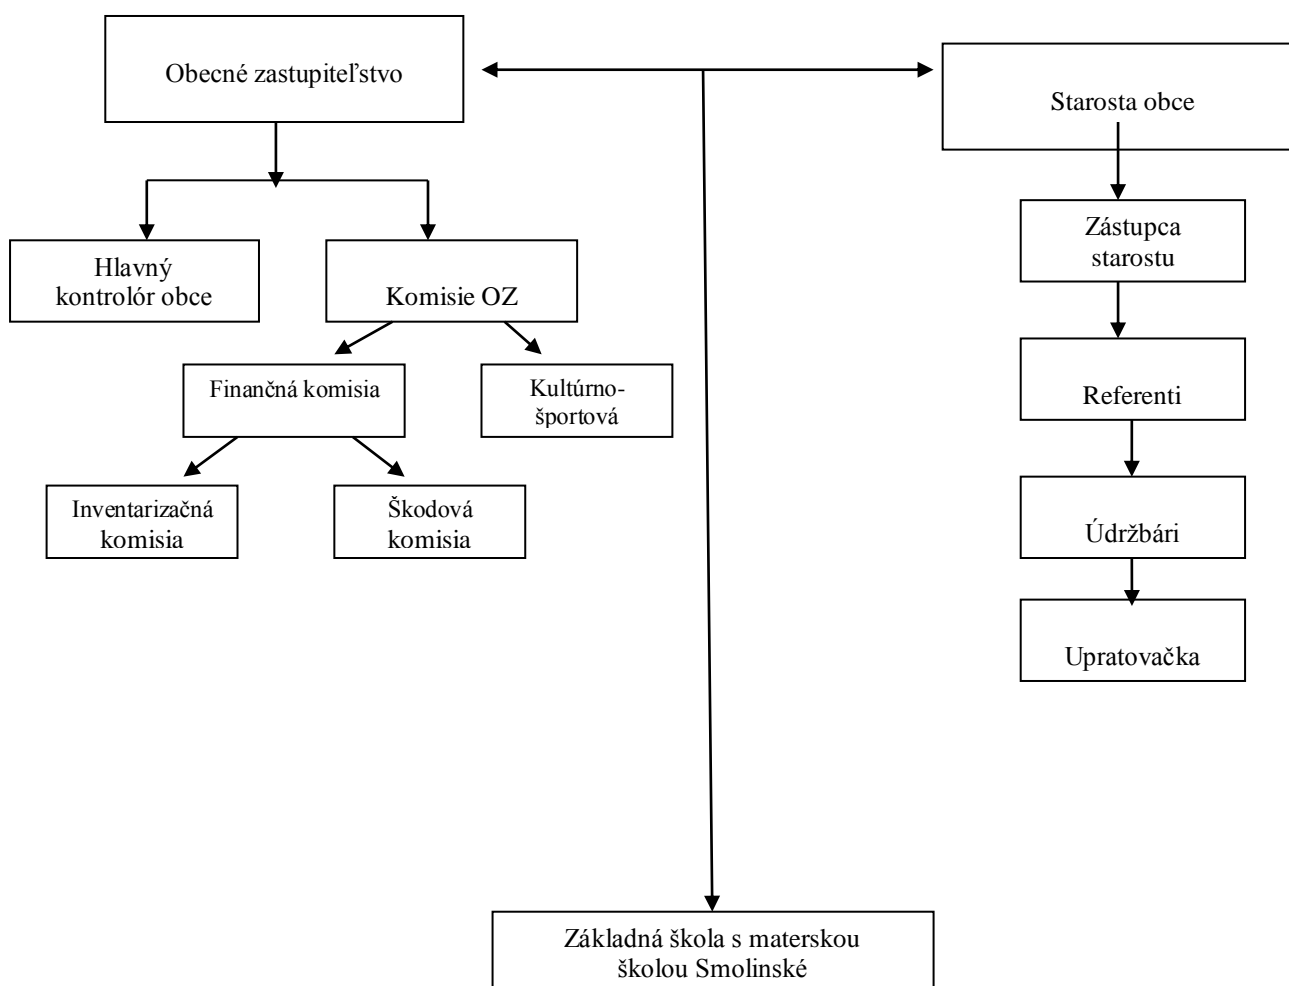 Obecné zastupiteľstvo
Starosta obce
Hlavný
kontrolór obce
Komisie OZ
Zástupca
starostu
Finančná komisia
Kultúrno-
športová
Referenti
Inventarizačná
komisia
Škodová
komisia
Údržbári
Upratovačka
Základná škola s materskou
školou Smolinské